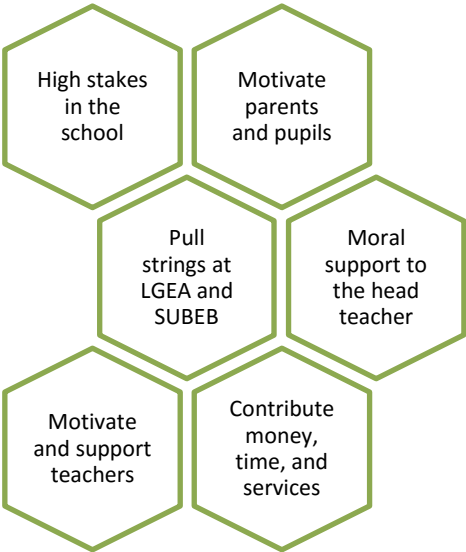 High stakes
in the
school
Motivate
parents
and pupils
Pull
strings at
LGEA and
SUBEB
Moral
support to
the head
teacher
Motivate
and support
teachers
Contribute
money,
time, and
services